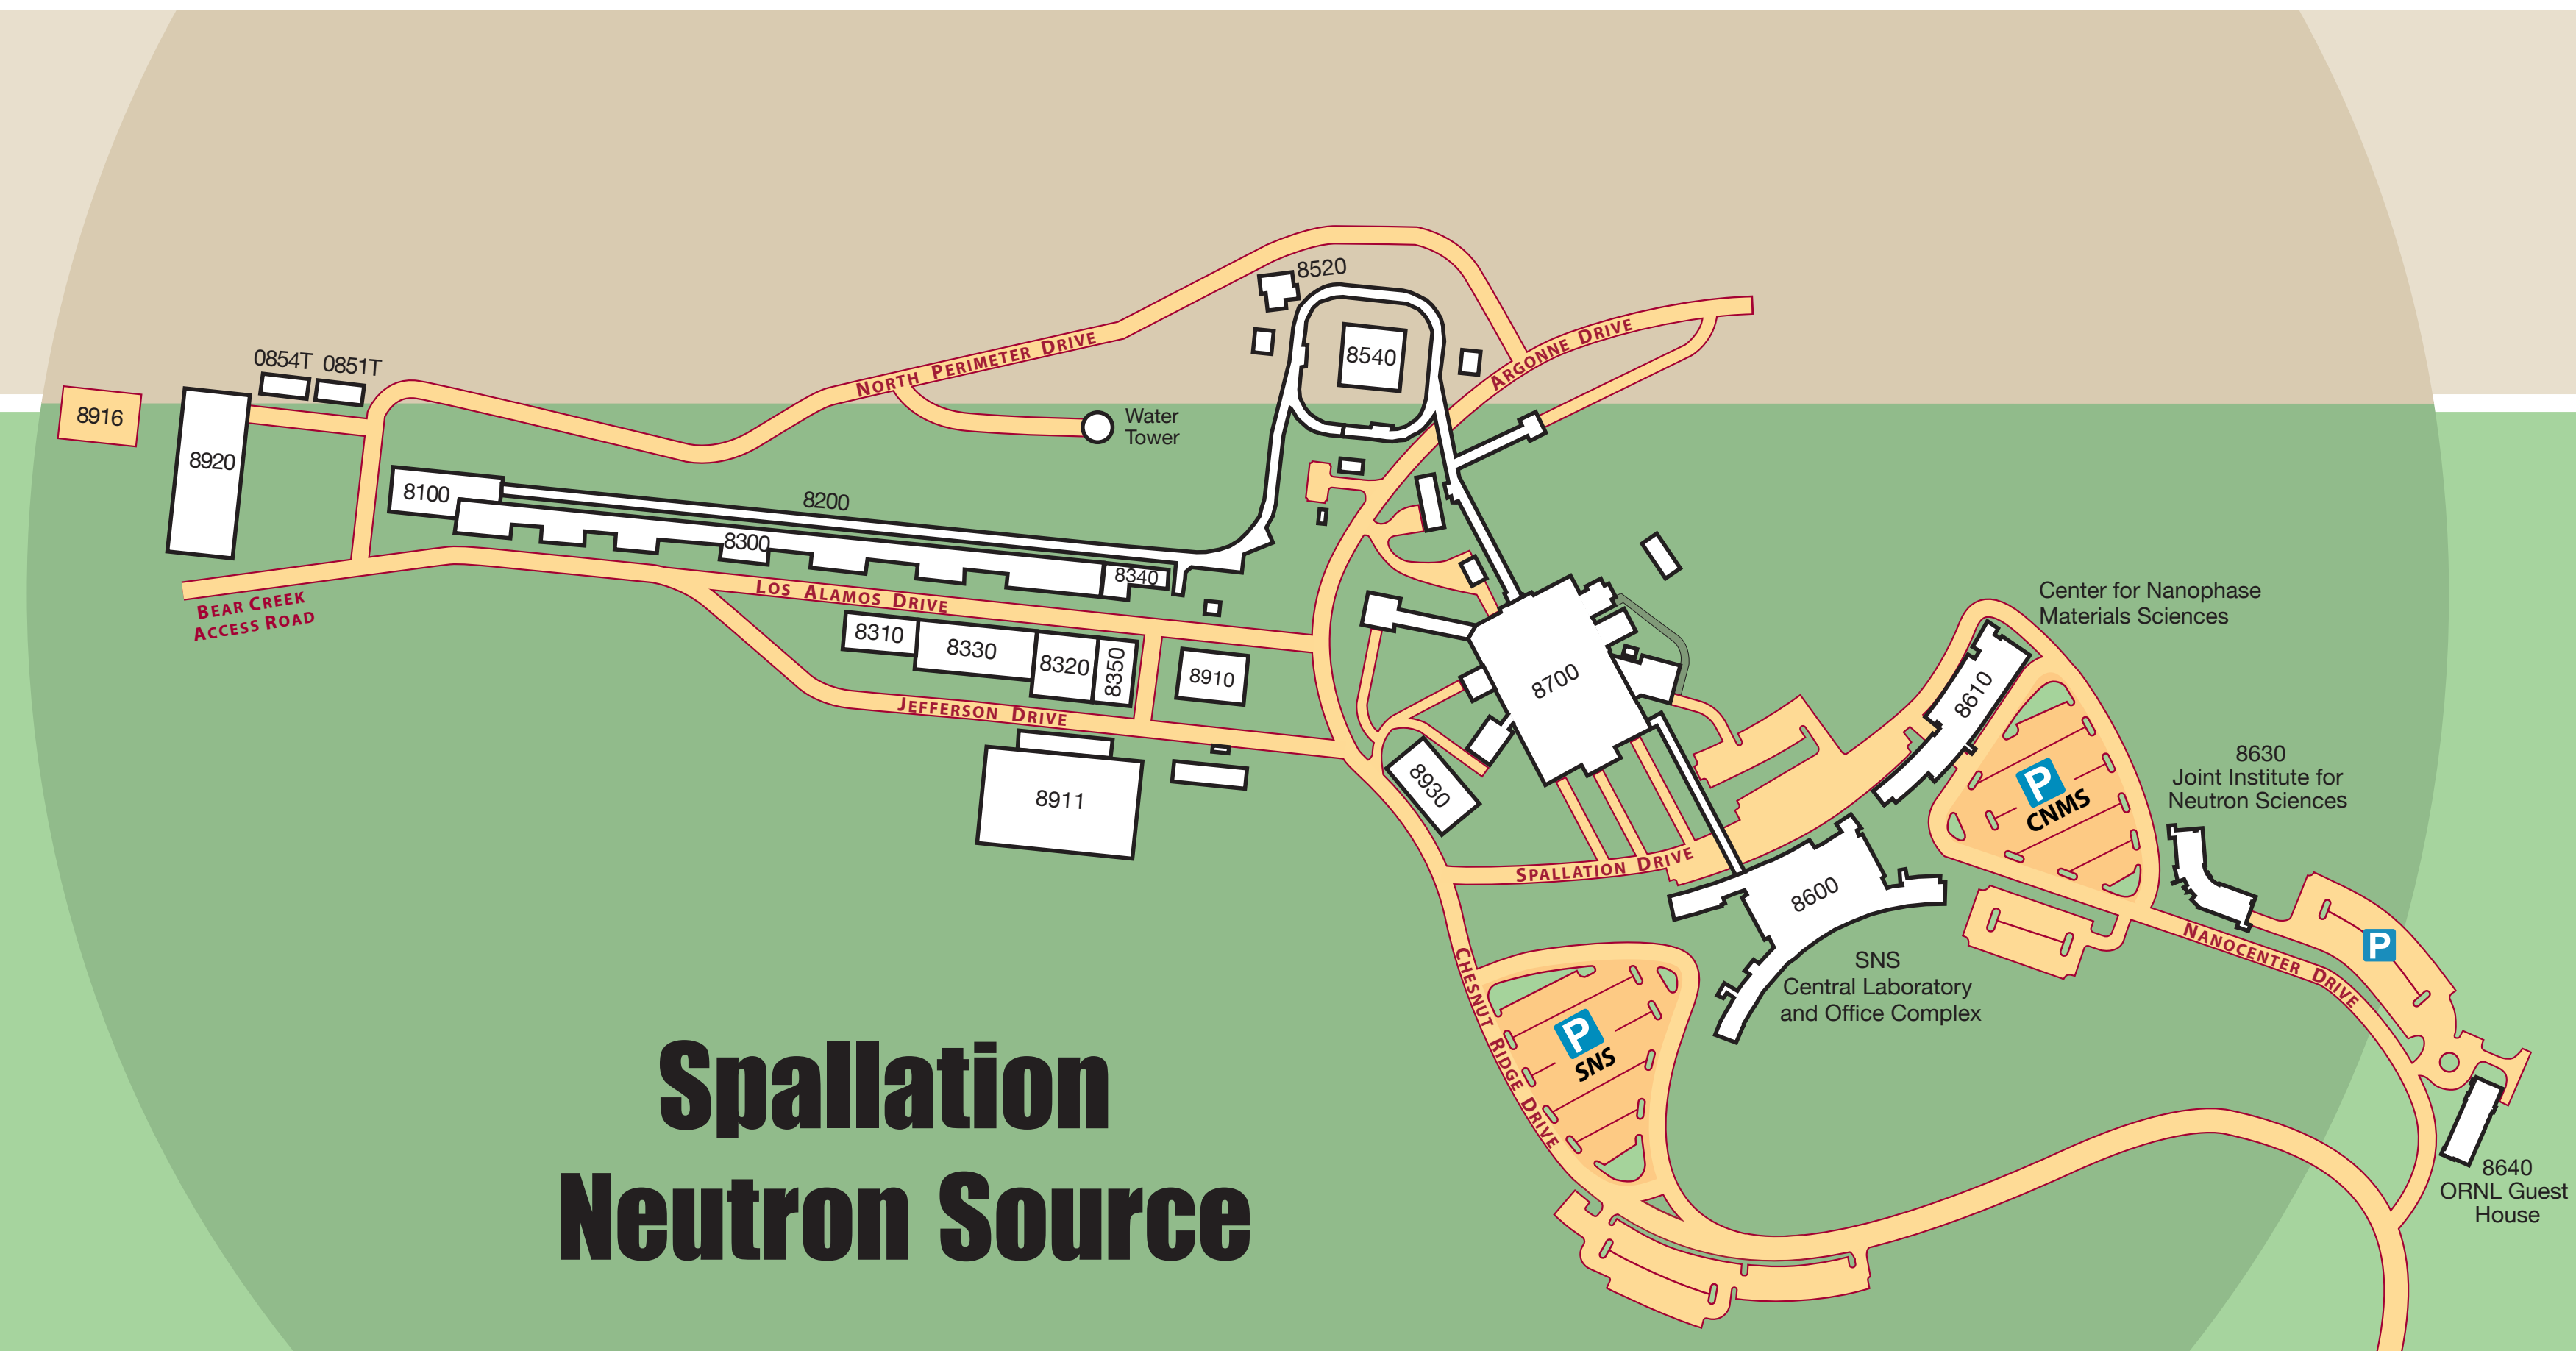 8520
NORTH PERIMETER DRIVE
8540
ARGONNE DRIVE
0854T
0851T
8916
8920
Water
Tower
8100
8200
8300
8340
BEAR CREEK
ACCESS ROAD
LOS ALAMOS DRIVE
8310
8330
8320
8350
8910
JEFFERSON DRIVE
8911
8700
8930
Center for Nanophase
Materials Sciences
8610
P
CNMS
8630
Joint Institute for
Neutron Sciences
SPALLATION DRIVE
8600
SNS
Central Laboratory
and Office Complex
NANOCENTER DRIVE
P
CHESNUT RIDGE DRIVE
P
SNS
8640
ORNL Guest
House
Spallation
Neutron Source